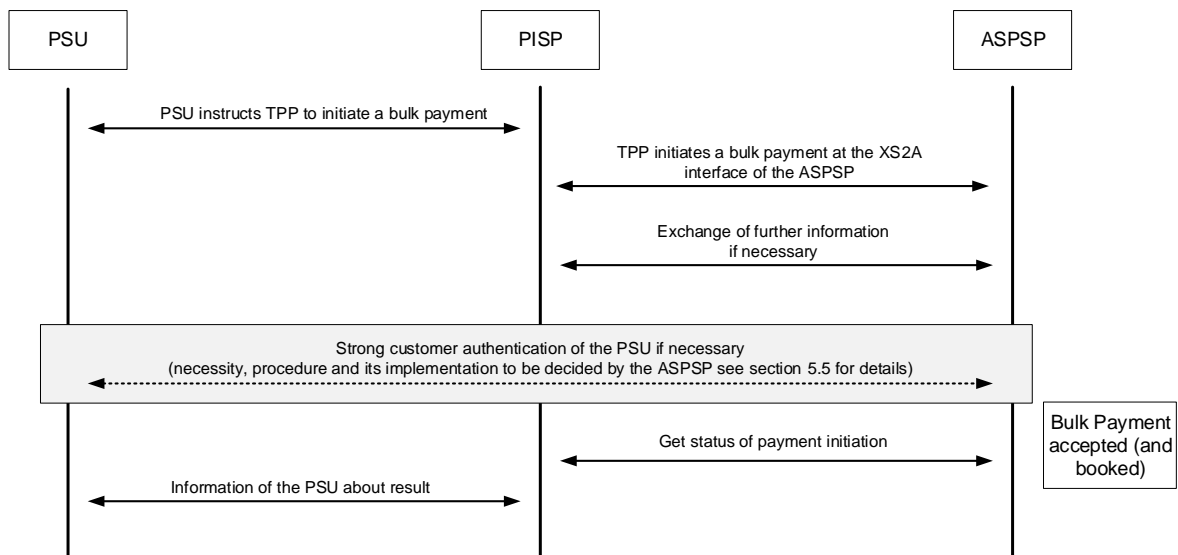 PSU
PISP
ASPSP
PSU instructs TPP to initiate a bulk payment
TPP initiates a bulk payment at the XS2A
interface of the ASPSP
Exchange of further information
if necessary
Strong customer authentication of the PSU if necessary
(necessity, procedure and its implementation to be decided by the ASPSP see section 5.5 for details)
Bulk Payment
accepted (and
booked)
Get status of payment initiation
Information of the PSU about result